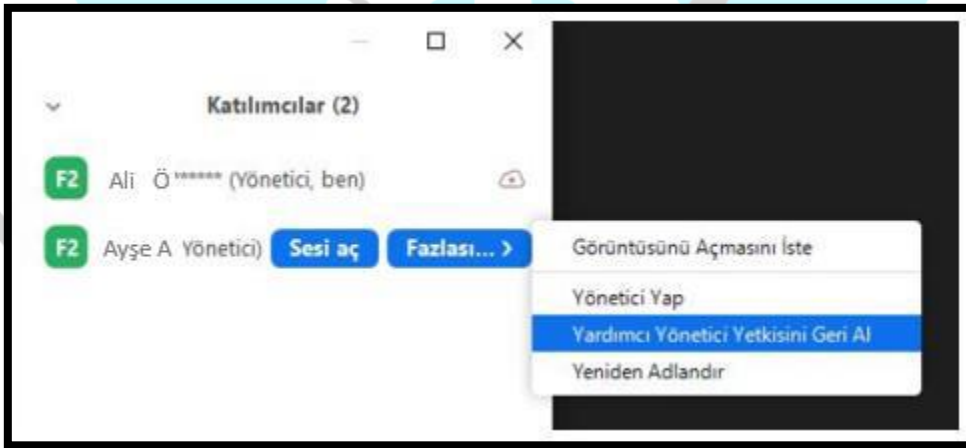 Katılımcılar (2)
F2 Ali Ö****** (Yönetici, ben)
F2 Ayşe A Yönetici) Sesi aç Fazlası... >
Görüntüsünü Açmasını İste
Yönetici Yap
Yardımcı Yönetici Yetkisini Geri Al
Yeniden Adlandır